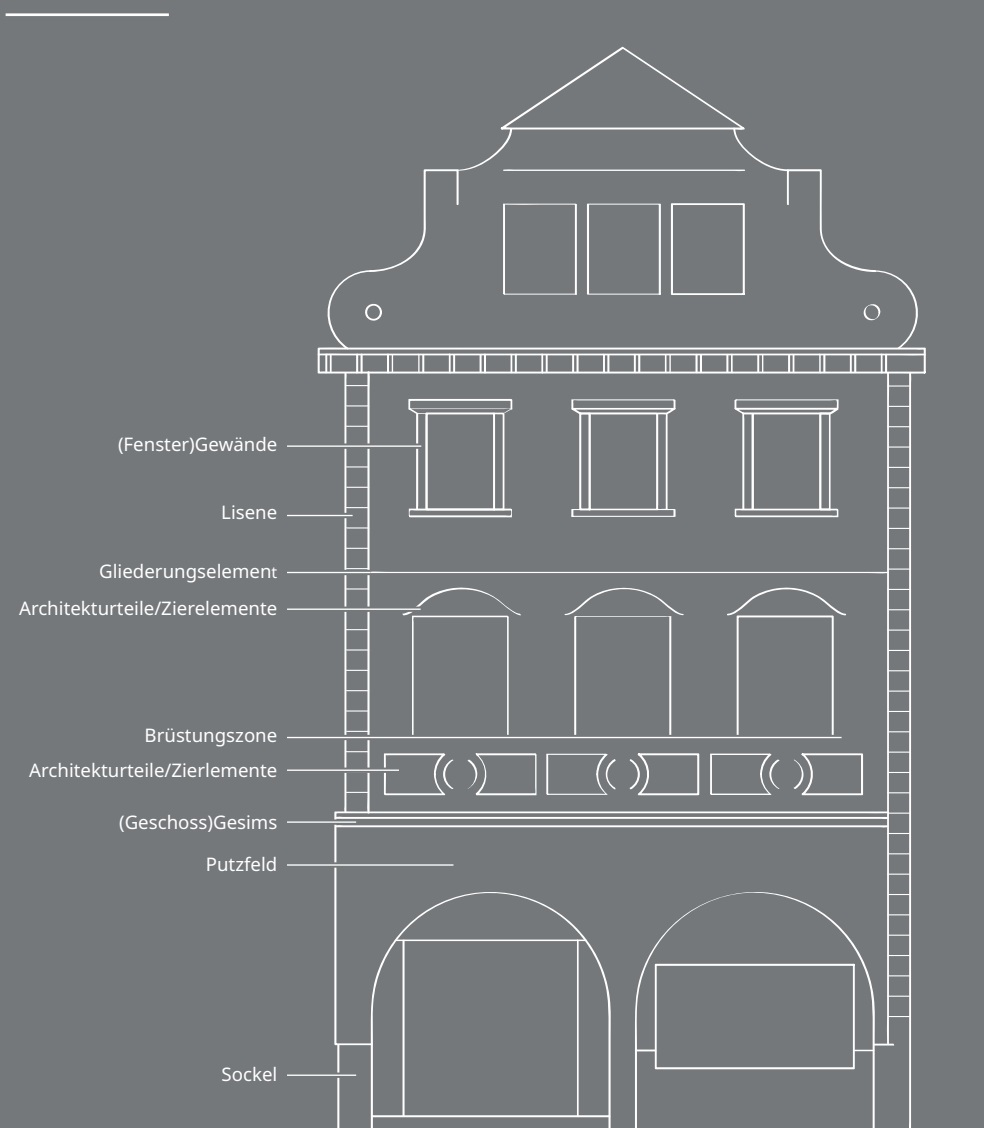 (Fenster)Gewände
Lisene
Gliederungselement
Architekturteile/Zierelemente
Brüstungszone
Architekturteile/Zierlemente
(Geschoss)Gesims
Putzfeld
Sockel